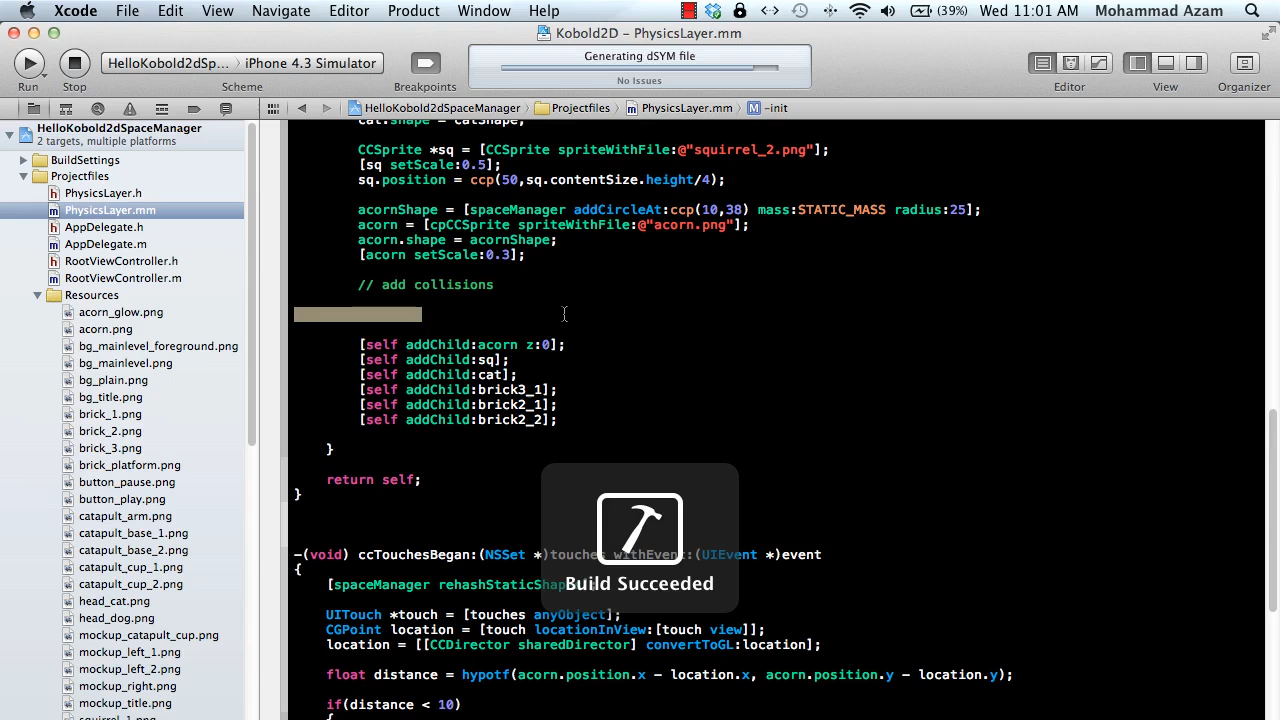 Xcode File Edit View Navigate Editor Product Window Help (39%) Wed 11:01 AM Mohammad Azam
Kobold2D – PhysicsLayer.mm
Run Stop
HelloKobold2dSp... iPhone 4.3 Simulator
Scheme
Breakpoints
Generating dSYM file
No Issues
Editor View Organizer
HelloKobold2dSpaceManager Projectfiles PhysicsLayer.mm M -init
HelloKobold2dSpaceManager
2 targets, multiple platforms
BuildSettings
Projectfiles
PhysicsLayer.h
PhysicsLayer.mm
AppDelegate.h
AppDelegate.m
RootViewController.h
RootViewController.m
Resources
acorn_glow.png
acorn.png
bg_mainlevel_foreground.png
bg_mainlevel.png
bg_plain.png
bg_title.png
brick_1.png
brick_2.png
brick_3.png
brick_platform.png
button_pause.png
button_play.png
catapult_arm.png
catapult_base_1.png
catapult_base_2.png
catapult_cup_1.png
catapult_cup_2.png
head_cat.png
head_dog.png
mockup_catapult_cup.png
mockup_left_1.png
mockup_left_2.png
mockup_right.png
mockup_title.png
squirrel_1.png
cat.shape = catShape;
CCSprite *sq = [CCSprite spriteWithFile:@"squirrel_2.png"];
[sq setScale:0.5];
sq.position = ccp(50,sq.contentSize.height/4);
acornShape = [spaceManager addCircleAt:ccp(10,38) mass:STATIC_MASS radius:25];
acorn = [cpCCSprite spriteWithFile:@"acorn.png"];
acorn.shape = acornShape;
[acorn setScale:0.3];
// add collisions
[self addChild:acorn z:0];
[self addChild:sq];
[self addChild:cat];
[self addChild:brick3_1];
[self addChild:brick2_1];
[self addChild:brick2_2];
}
return self;
}
-(void) ccTouchesBegan:(NSSet *)touches withEvent:(UIEvent *)event
{
[spaceManager rehashStaticShap
Build Succeeded
UITouch *touch = [touches anyObject];
CGPoint location = [touch locationInView:[touch view]];
location = [[CCDirector sharedDirector] convertToGL:location];
float distance = hypotf(acorn.position.x - location.x, acorn.position.y - location.y);
if(distance < 10)
{